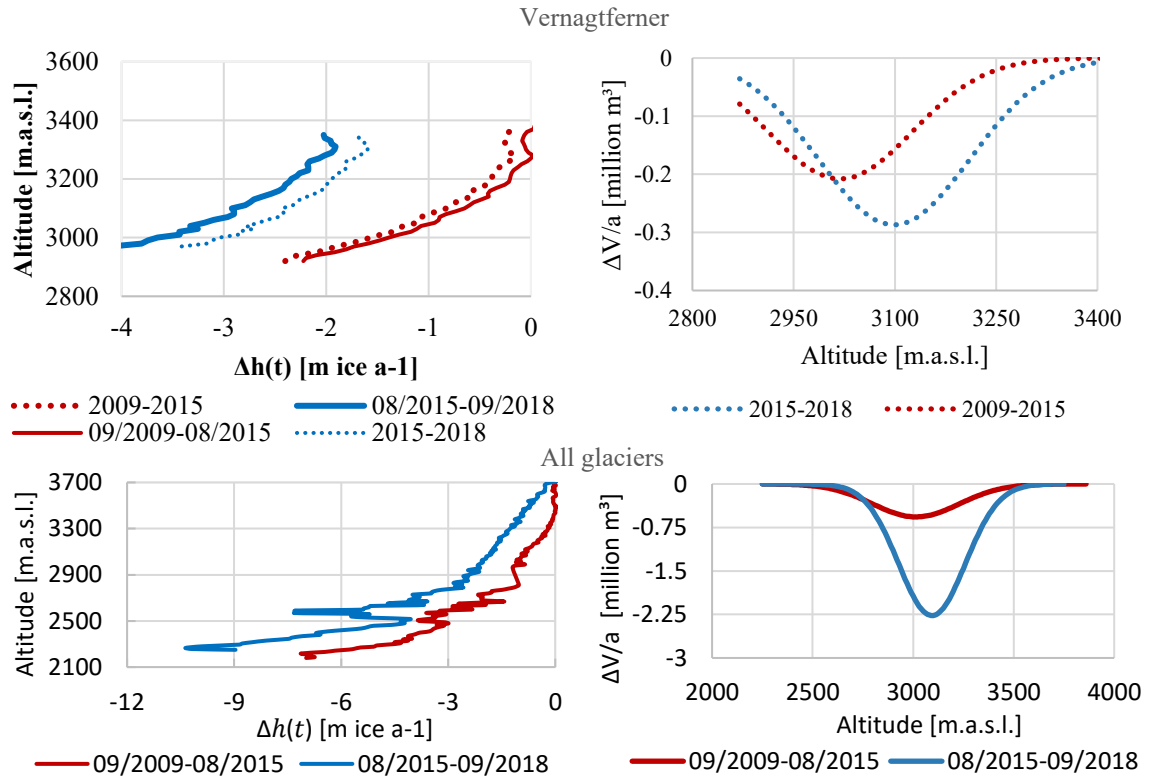 Vernagtferner
3600
3400
3200
3000
2800
Altitude [m.a.s.l.]
-4 -3 -2 -1 0
Δh(t) [m ice a-1]
2009-2015 08/2015-09/2018
09/2009-08/2015 2015-2018
0
-0.1
-0.2
-0.3
-0.4
ΔV/a [million m³]
2800 2950 3100 3250 3400
Altitude [m.a.s.l.]
2015-2018 2009-2015
All glaciers
3700
3300
2900
2500
2100
Altitude [m.a.s.l.]
-12 -9 -6 -3 0
Δh(t) [m ice a-1]
09/2009-08/2015 08/2015-09/2018
0
-0.75
-1.5
-2.25
-3
ΔV/a [million m³]
2000 2500 3000 3500 4000
Altitude [m.a.s.l.]
09/2009-08/2015 08/2015-09/2018